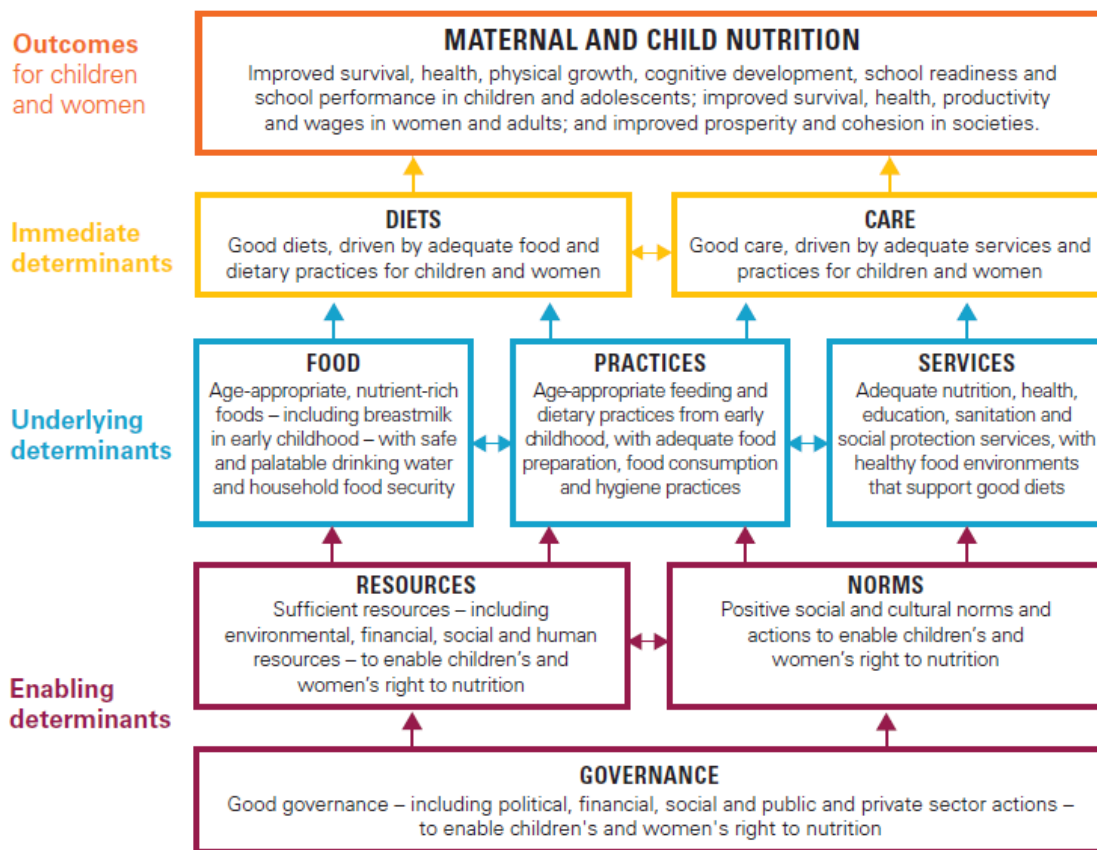 Outcomes
for children
and women
MATERNAL AND CHILD NUTRITION
Improved survival, health, physical growth, cognitive development, school readiness and
school performance in children and adolescents; improved survival, health, productivity
and wages in women and adults; and improved prosperity and cohesion in societies.
Immediate
determinants
DIETS
Good diets, driven by adequate food and
dietary practices for children and women
CARE
Good care, driven by adequate services and
practices for children and women
Underlying
determinants
FOOD
Age-appropriate, nutrient-rich
foods – including breastmilk
in early childhood – with safe
and palatable drinking water
and household food security
PRACTICES
Age-appropriate feeding and
dietary practices from early
childhood, with adequate food
preparation, food consumption
and hygiene practices
SERVICES
Adequate nutrition, health,
education, sanitation and
social protection services, with
healthy food environments
that support good diets
Enabling
determinants
RESOURCES
Sufficient resources – including
environmental, financial, social and human
resources – to enable children’s and
women’s right to nutrition
NORMS
Positive social and cultural norms and
actions to enable children’s and
women’s right to nutrition
GOVERNANCE
Good governance – including political, financial, social and public and private sector actions –
to enable children's and women's right to nutrition